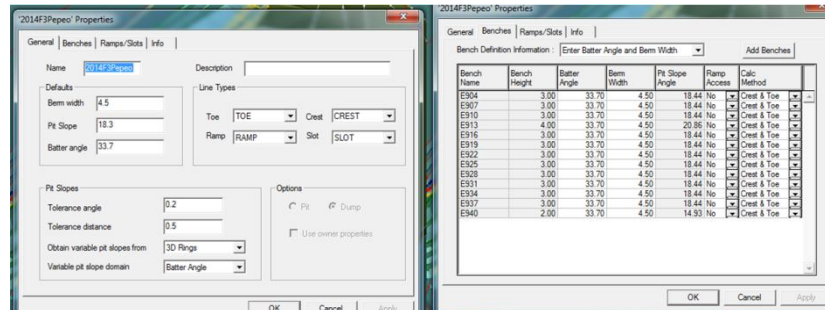 '2014F3Pepeo' Properties
General Benches Ramps/Slots Info
Name 2014F3Pepeo Description
Defaults
Berm width 4.5
Pit Slope 18.3
Batter angle 33.7
Line Types
Toe TOE Crest CREST
Ramp RAMP Slot SLOT
Pit Slopes
Tolerance angle 0.2
Tolerance distance 0.5
Obtain variable pit slopes from 3D Rings
Variable pit slope domain Batter Angle
Options
Pit Dump
Use owner properties
OK Cancel Apply
'2014F3Pepeo' Properties
General Benches Ramps/Slots Info
Bench Definition Information : Enter Batter Angle and Berm Width Add Benches
Bench Name Bench Height Batter Angle Berm Width Pit Slope Angle Ramp Access Calc Method
E904 3.00 33.70 4.50 18.44 No Crest & Toe
E907 3.00 33.70 4.50 18.44 No Crest & Toe
E910 3.00 33.70 4.50 18.44 No Crest & Toe
E913 4.00 33.70 4.50 20.86 No Crest & Toe
E916 3.00 33.70 4.50 18.44 No Crest & Toe
E919 3.00 33.70 4.50 18.44 No Crest & Toe
E922 3.00 33.70 4.50 18.44 No Crest & Toe
E925 3.00 33.70 4.50 18.44 No Crest & Toe
E928 3.00 33.70 4.50 18.44 No Crest & Toe
E931 3.00 33.70 4.50 18.44 No Crest & Toe
E934 3.00 33.70 4.50 18.44 No Crest & Toe
E937 3.00 33.70 4.50 18.44 No Crest & Toe
E940 2.00 33.70 4.50 14.93 No Crest & Toe
OK Cancel Apply